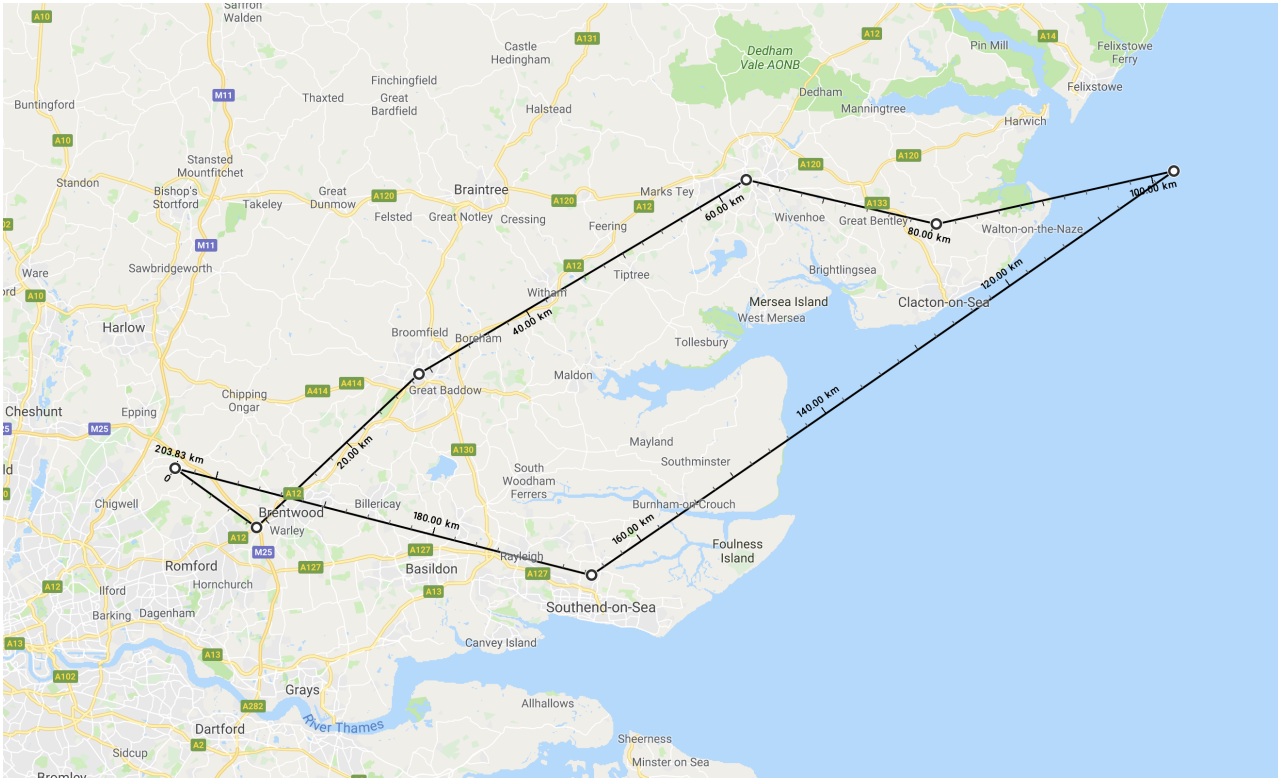 Saffron
Walden
A10
A131
A12
Pin Mill
A14
Felixstowe
Ferry
Castle
Hedingham
Dedham
Vale AONB
Finchingfield
M11
Thaxted
Great
Bardfield
Dedham
Felixstowe
Buntingford
Halstead
Manningtree
Harwich
A10
Stansted
Mountfitchet
A120
A120
Standon
Bishop's
Stortford
Takeley
Great
Dunmow
A120
Braintree
Marks Tey
100.00 km
A120
A12
60.00 km
A133
Felsted
Great Notley
Cressing
Feering
Wivenhoe
Great Bentley
80.00 km
Walton-on-the-Naze
M11
Sawbridgeworth
Ware
A12
Tiptree
Brightlingsea
120.00 km
A10
Witham
Mersea Island
West Mersea
Clacton-on-Sea
Harlow
Broomfield
Boreham
40.00 km
Tollesbury
Maldon
A414
A414
Great Baddow
Chipping
Ongar
140.00 km
Cheshunt
Epping
M25
20.00 km
A130
Mayland
203.83 km
0
Southminster
South
Woodham
Ferrers
A12
Chigwell
Billericay
Burnham-on-Crouch
Brentwood
180.00 km
160.00 km
A12
Warley
M25
A127
Rayleigh
Foulness
Island
Romford
A127
Basildon
A127
Hornchurch
A12
Ilford
A13
Southend-on-Sea
Barking
Dagenham
A13
A13
Canvey Island
A102
Grays
A282
Allhallows
River Thames
Dartford
A2
Sheerness
Sidcup
Minster on Sea
Bromley